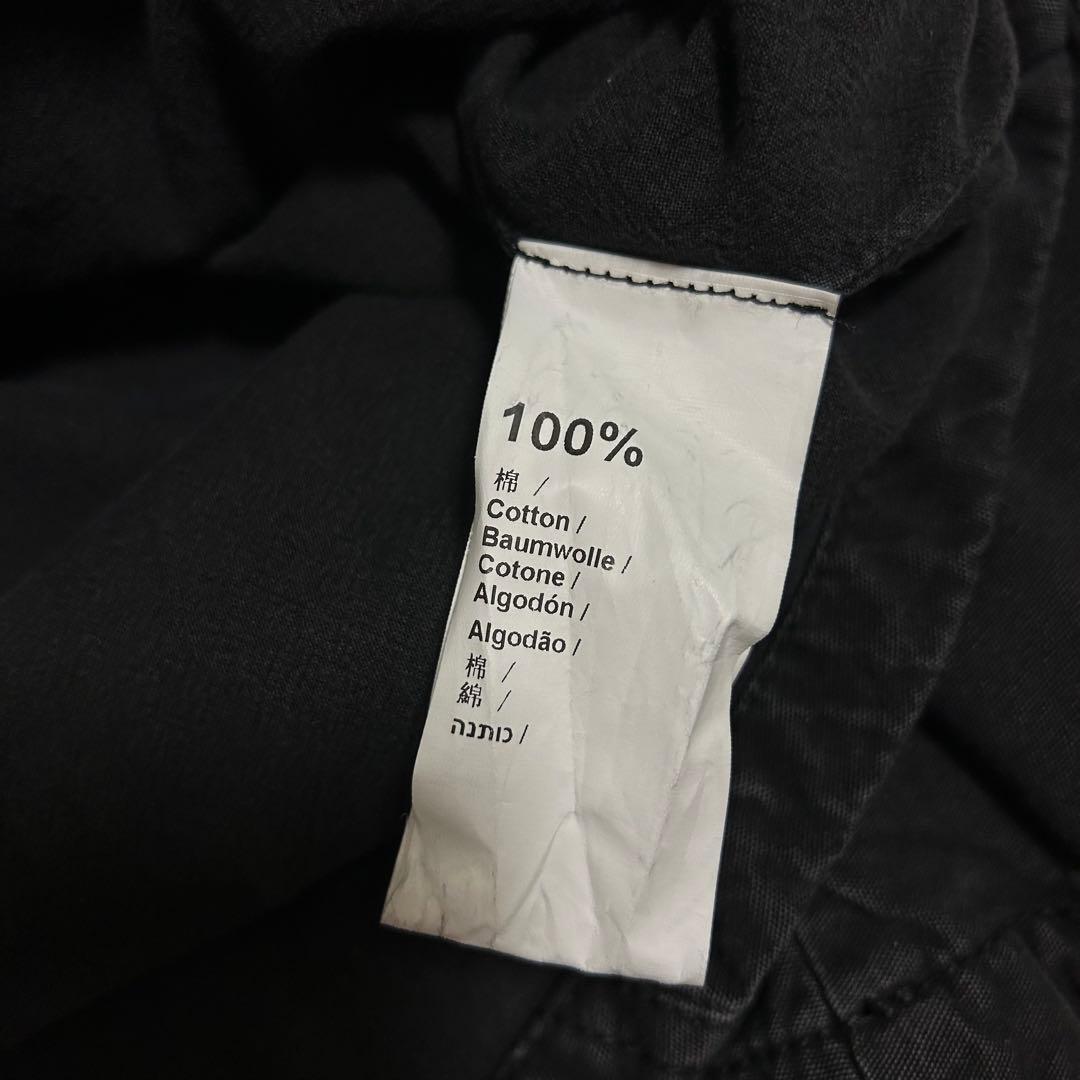 100%
棉 /
Cotton /
Baumwolle /
Cotone /
Algodón /
Algodão /
棉 /
綿 /
כותנה /